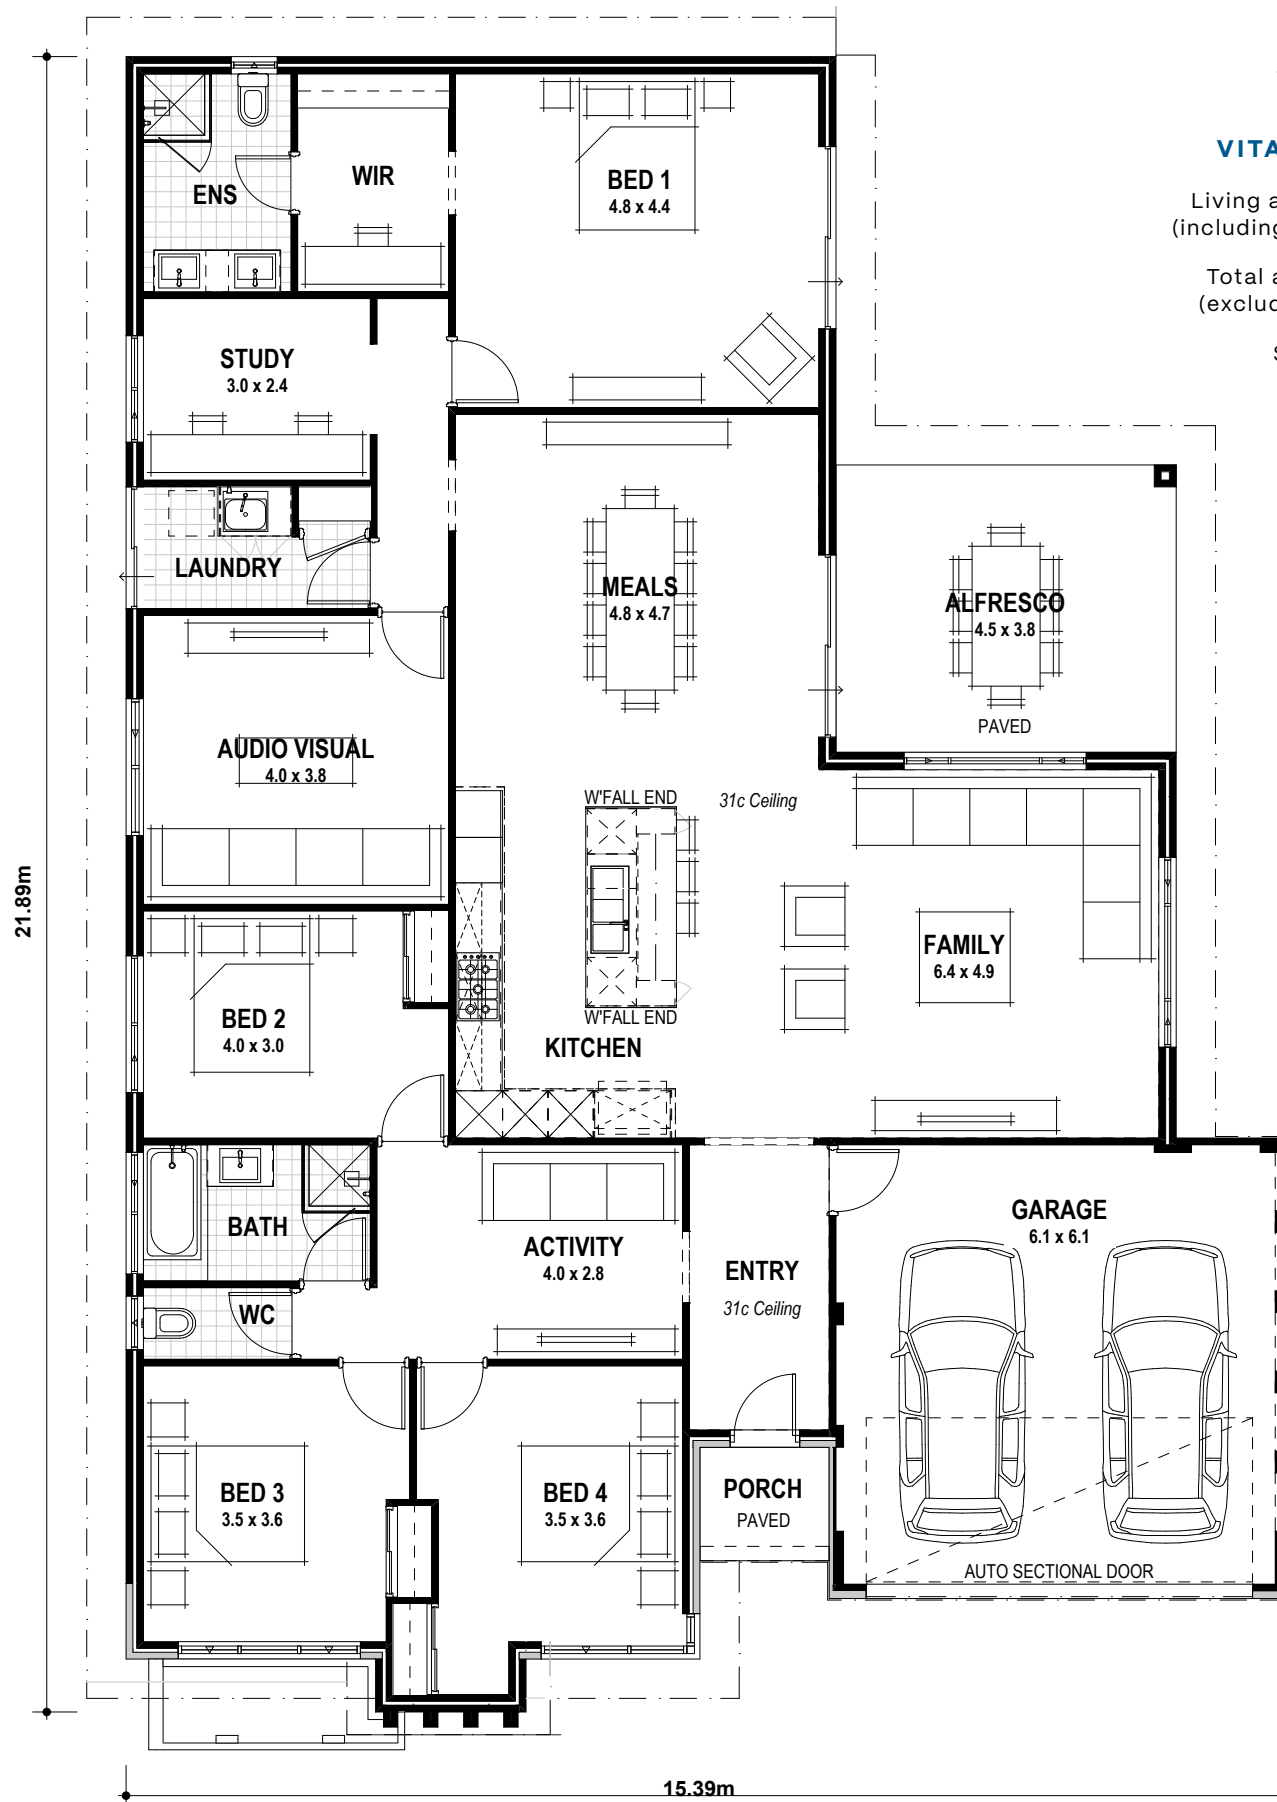 VITA
Living a
(including
Total a
(exclud
S
ENS
WIR
BED 1
4.8 x 4.4
STUDY
3.0 x 2.4
LAUNDRY
MEALS
4.8 x 4.7
ALFRESCO
4.5 x 3.8
PAVED
AUDIO VISUAL
4.0 x 3.8
W'FALL END
31c Ceiling
21.89m
FAMILY
6.4 x 4.9
BED 2
4.0 x 3.0
W'FALL END
KITCHEN
GARAGE
6.1 x 6.1
BATH
ACTIVITY
4.0 x 2.8
ENTRY
31c Ceiling
WC
BED 3
3.5 x 3.6
BED 4
3.5 x 3.6
PORCH
PAVED
AUTO SECTIONAL DOOR
15.39m